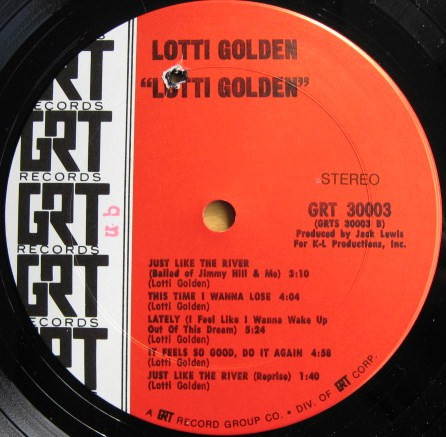 GRT
RECORDS
GRT
RECORDS
GRT
RECORDS
GRT
RECORDS
GRT
LOTTI GOLDEN
"LOTTI GOLDEN"
STEREO
GRT 30003
(GRTS 30003 B)
Produced by Jack Lewis
For K-L Productions, Inc.
JUST LIKE THE RIVER
(Ballad of Jimmy Hill & Me) 3:10
(Lotti Golden)
THIS TIME I WANNA LOSE 4:04
(Lotti Golden)
LATELY (I Feel Like I Wanna Wake Up
Out Of This Dream) 5:24
(Lotti Golden)
IT FEELS SO GOOD, DO IT AGAIN 4:58
(Lotti Golden)
JUST LIKE THE RIVER (Reprise) 1:40
(Lotti Golden)
A GRT RECORD GROUP CO. • DIV. OF GRT CORP.